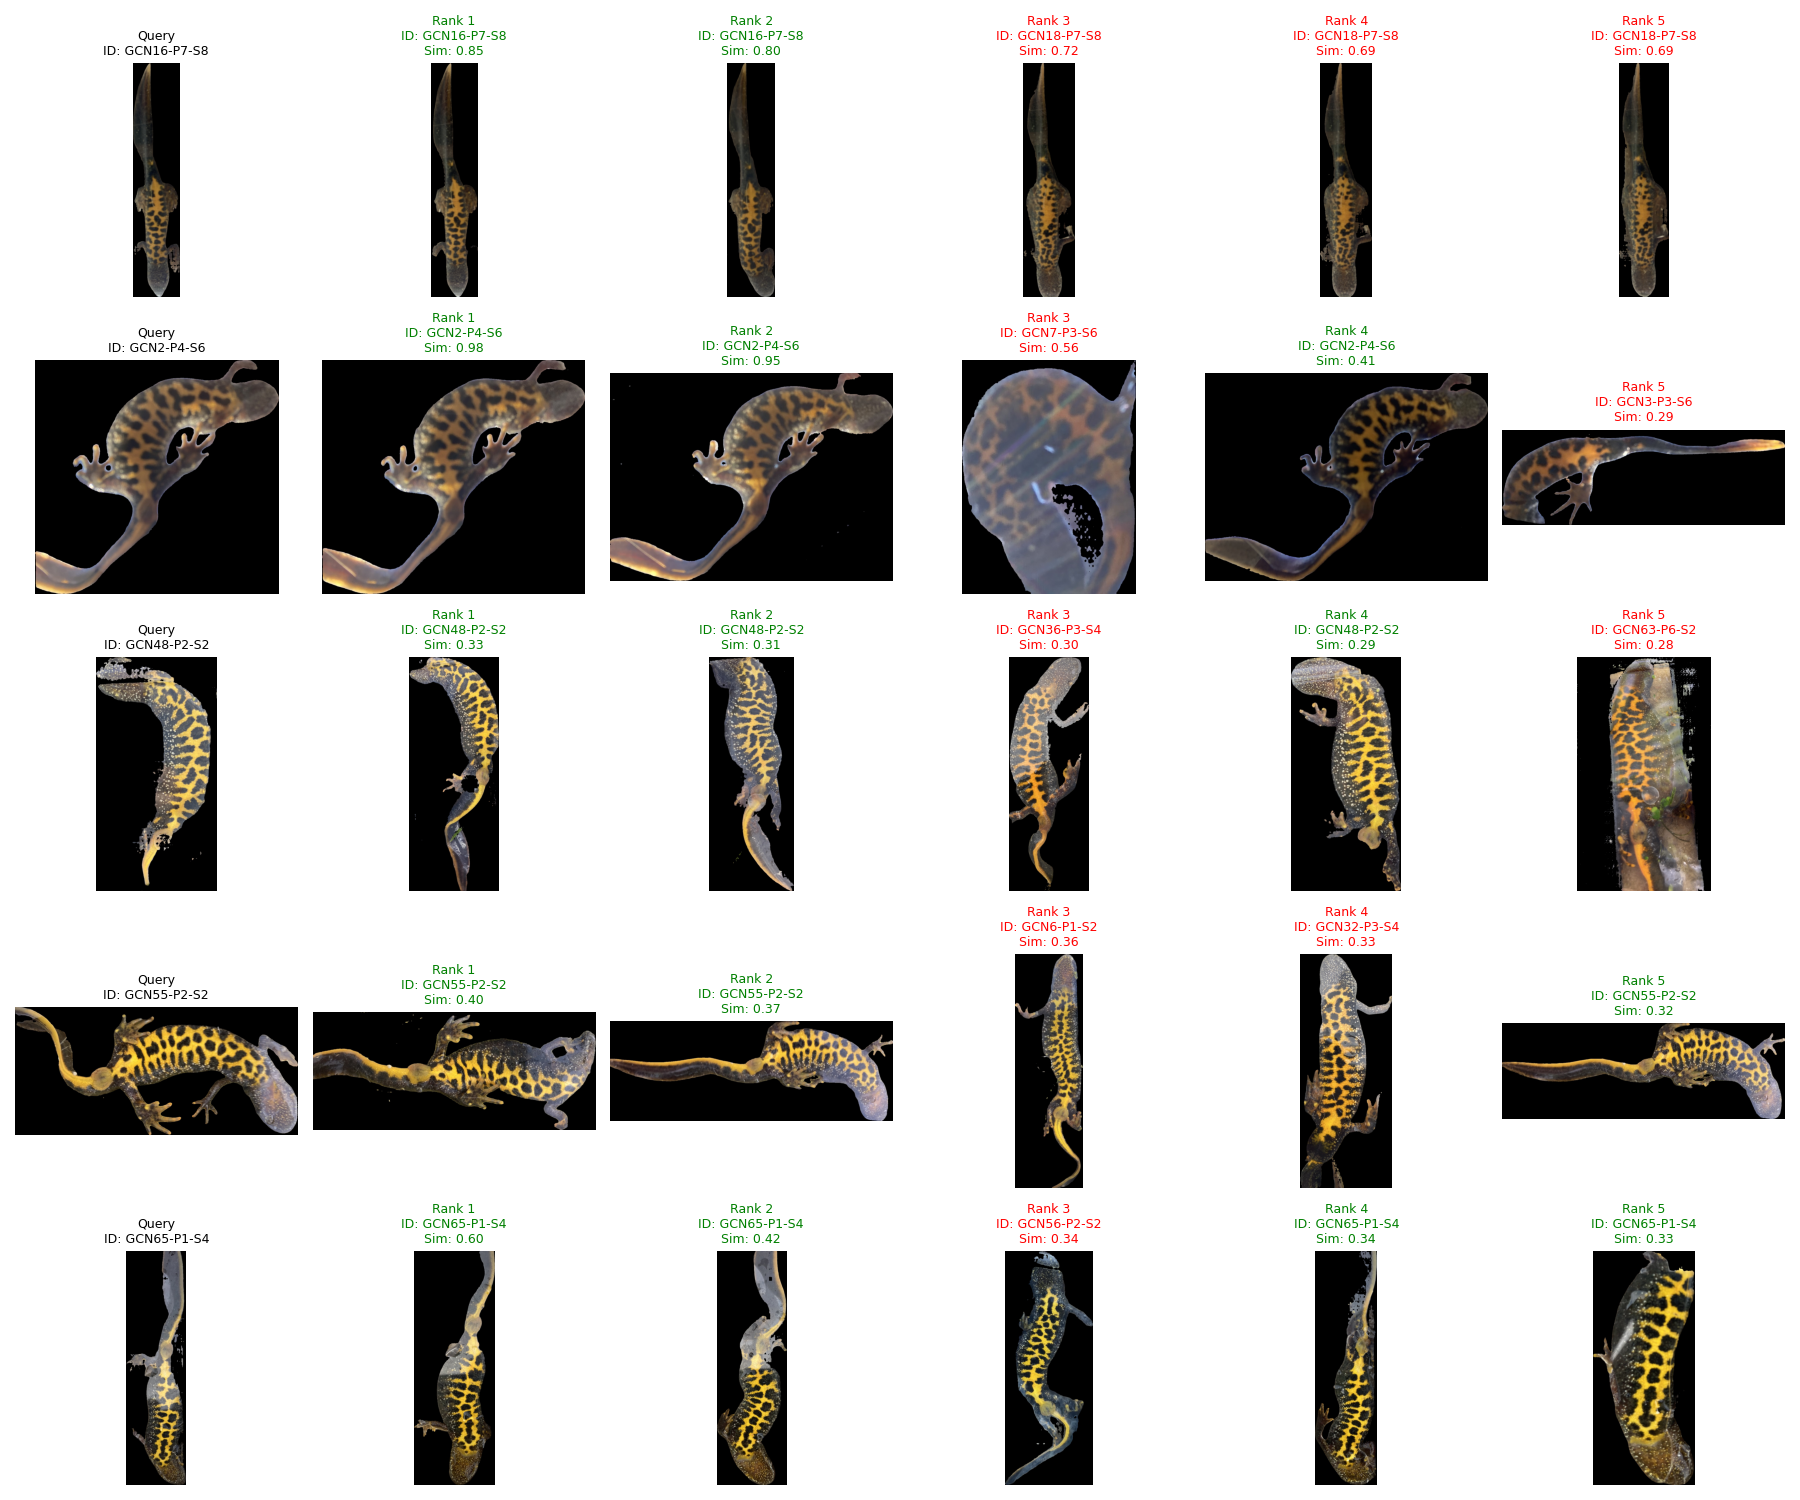 Query
ID: GCN16-P7-S8
Rank 1
ID: GCN16-P7-S8
Sim: 0.85
Rank 2
ID: GCN16-P7-S8
Sim: 0.80
Rank 3
ID: GCN18-P7-S8
Sim: 0.72
Rank 4
ID: GCN18-P7-S8
Sim: 0.69
Rank 5
ID: GCN18-P7-S8
Sim: 0.69
Query
ID: GCN2-P4-S6
Rank 1
ID: GCN2-P4-S6
Sim: 0.98
Rank 2
ID: GCN2-P4-S6
Sim: 0.95
Rank 3
ID: GCN7-P3-S6
Sim: 0.56
Rank 4
ID: GCN2-P4-S6
Sim: 0.41
Rank 5
ID: GCN3-P3-S6
Sim: 0.29
Query
ID: GCN48-P2-S2
Rank 1
ID: GCN48-P2-S2
Sim: 0.33
Rank 2
ID: GCN48-P2-S2
Sim: 0.31
Rank 3
ID: GCN36-P3-S4
Sim: 0.30
Rank 4
ID: GCN48-P2-S2
Sim: 0.29
Rank 5
ID: GCN63-P6-S2
Sim: 0.28
Query
ID: GCN55-P2-S2
Rank 1
ID: GCN55-P2-S2
Sim: 0.40
Rank 2
ID: GCN55-P2-S2
Sim: 0.37
Rank 3
ID: GCN6-P1-S2
Sim: 0.36
Rank 4
ID: GCN32-P3-S4
Sim: 0.33
Rank 5
ID: GCN55-P2-S2
Sim: 0.32
Query
ID: GCN65-P1-S4
Rank 1
ID: GCN65-P1-S4
Sim: 0.60
Rank 2
ID: GCN65-P1-S4
Sim: 0.42
Rank 3
ID: GCN56-P2-S2
Sim: 0.34
Rank 4
ID: GCN65-P1-S4
Sim: 0.34
Rank 5
ID: GCN65-P1-S4
Sim: 0.33